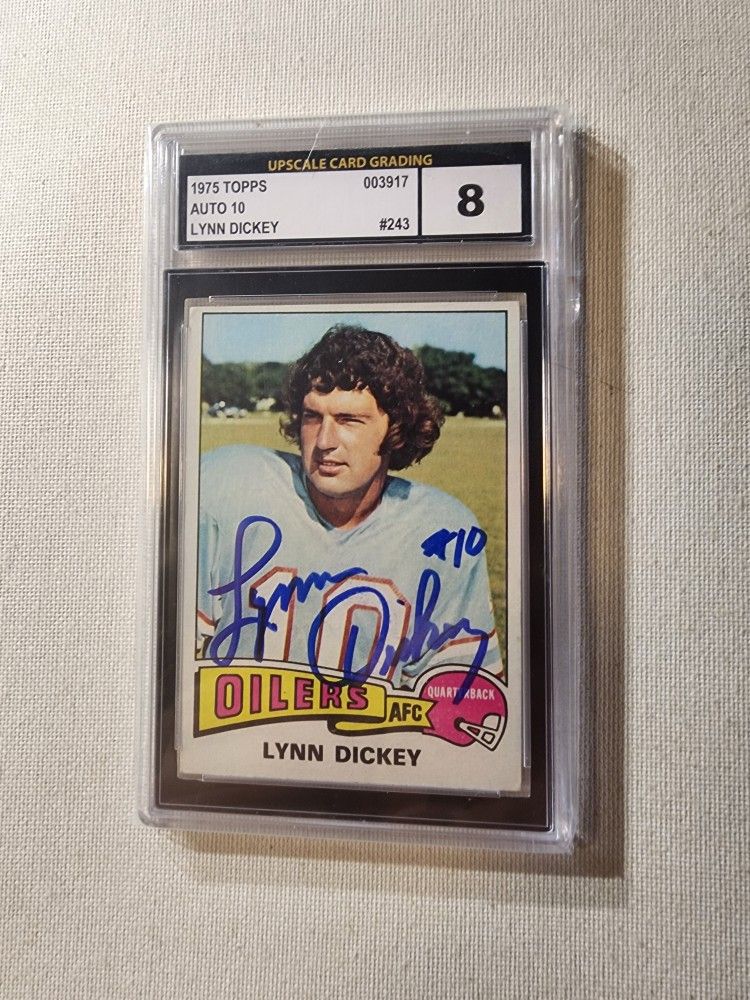 UPSCALE CARD GRADING
1975 TOPPS 003917
AUTO 10
LYNN DICKEY #243
8
#10
Lynn Dickey
10
OILERS
AFC
QUARTERBACK
LYNN DICKEY